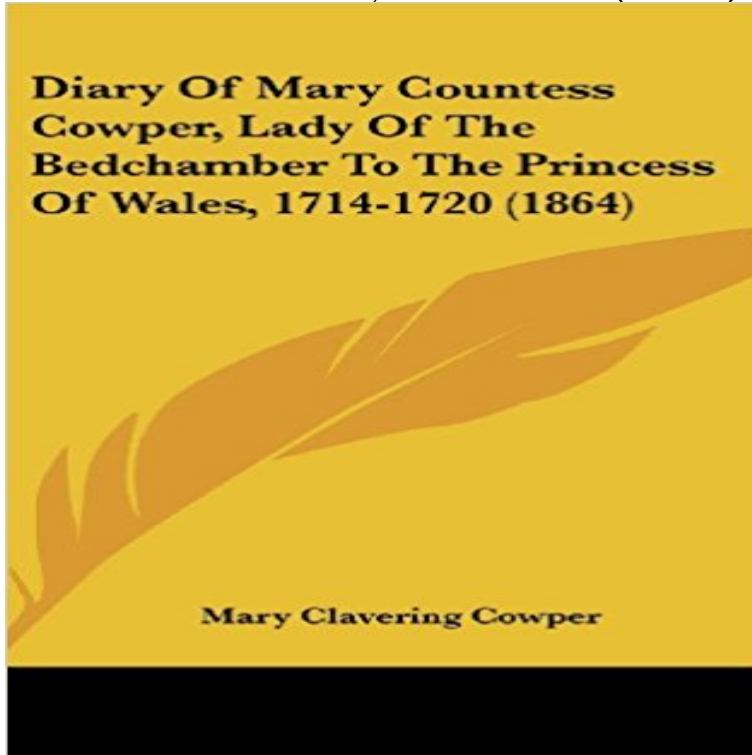 Diary Of Mary Countess
Cowper, Lady Of The
Bedchamber To The Princess
Of Wales, 1714-1720 (1864)
Mary Clavering Cowper